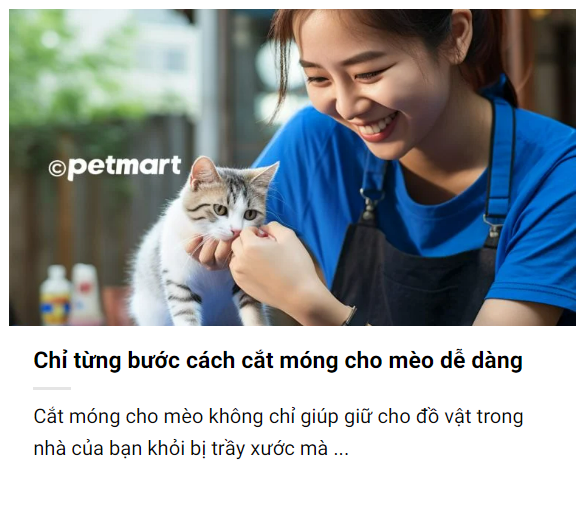 ©petmart
Chỉ từng bước cách cắt móng cho mèo dễ dàng
Cắt móng cho mèo không chỉ giúp giữ cho đồ vật trong
nhà của bạn khỏi bị trầy xước mà ...